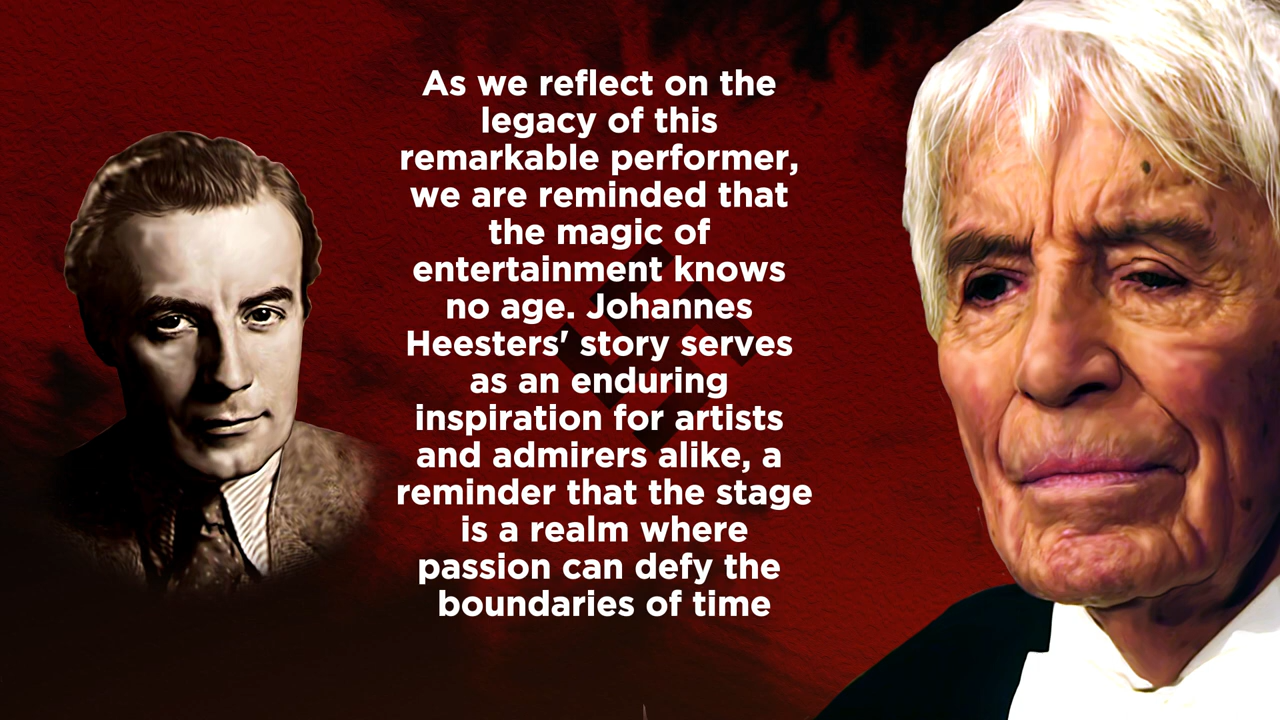 As we reflect on the
legacy of this
remarkable performer,
we are reminded that
the magic of
entertainment knows
no age. Johannes
Heesters' story serves
as an enduring
inspiration for artists
and admirers alike, a
reminder that the stage
is a realm where
passion can defy the
boundaries of time